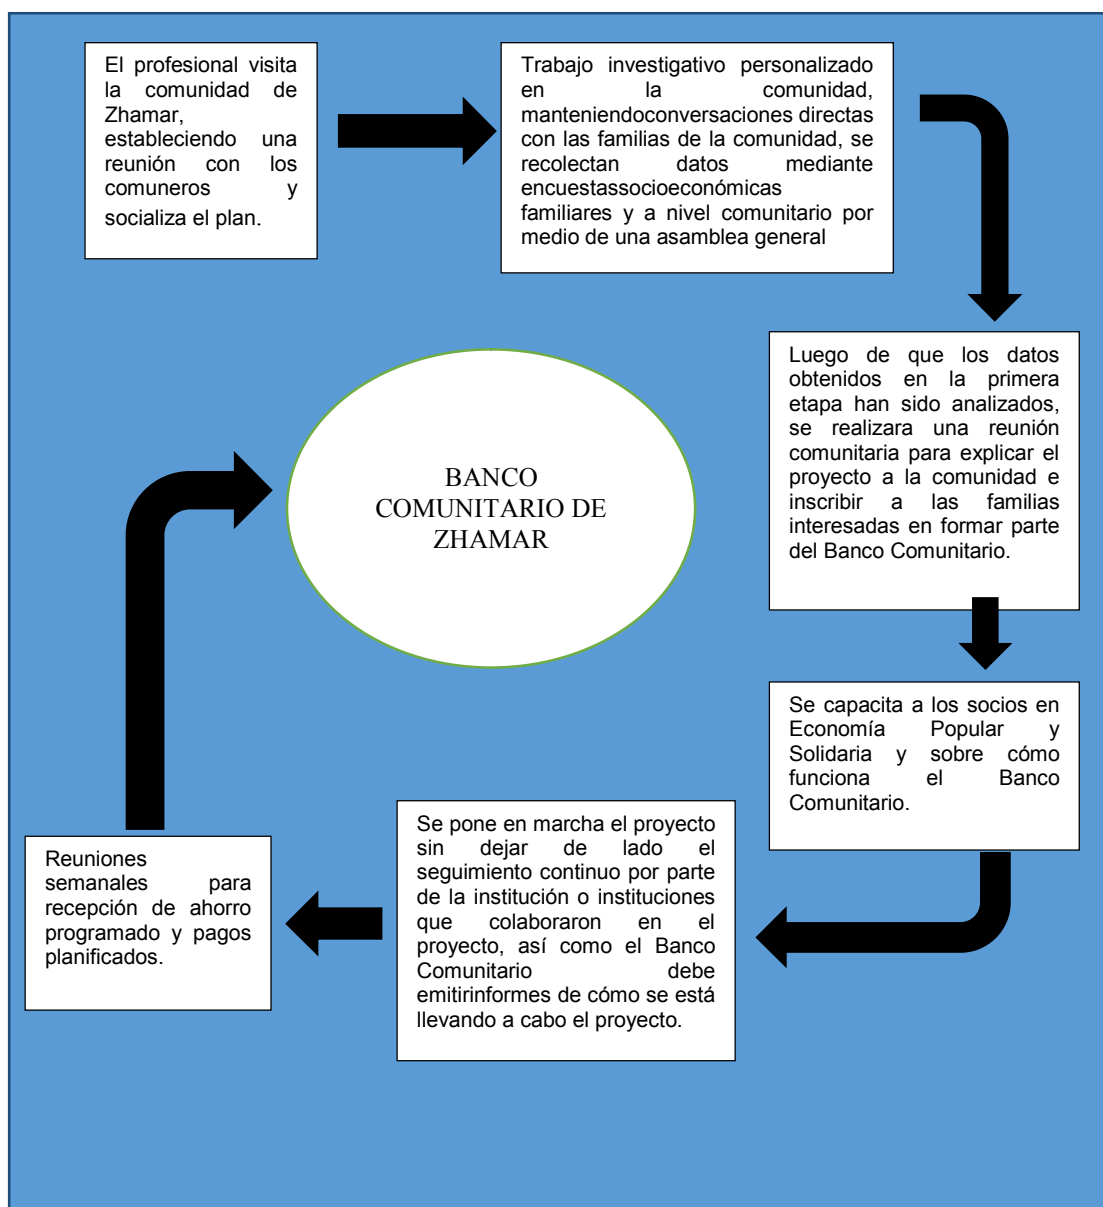 El profesional visita
la comunidad de
Zhamar,
estableciendo una
reunión con los
comuneros y
socializa el plan.
Trabajo investigativo personalizado
en la comunidad,
manteniendoconversaciones directas
con las familias de la comunidad, se
recolectan datos mediante
encuestassocioeconómicas
familiares y a nivel comunitario por
medio de una asamblea general
Luego de que los datos
obtenidos en la primera
etapa han sido analizados,
se realizara una reunión
comunitaria para explicar el
proyecto a la comunidad e
inscribir a las familias
interesadas en formar parte
del Banco Comunitario.
Se capacita a los socios en
Economía Popular y
Solidaria y sobre cómo
funciona el Banco
Comunitario.
Se pone en marcha el proyecto
sin dejar de lado el
seguimiento continuo por parte
de la institución o instituciones
que colaboraron en el
proyecto, así como el Banco
Comunitario debe
emitirinformes de cómo se está
llevando a cabo el proyecto.
Reuniones
semanales para
recepción de ahorro
programado y pagos
planificados.
BANCO
COMUNITARIO DE
ZHAMAR